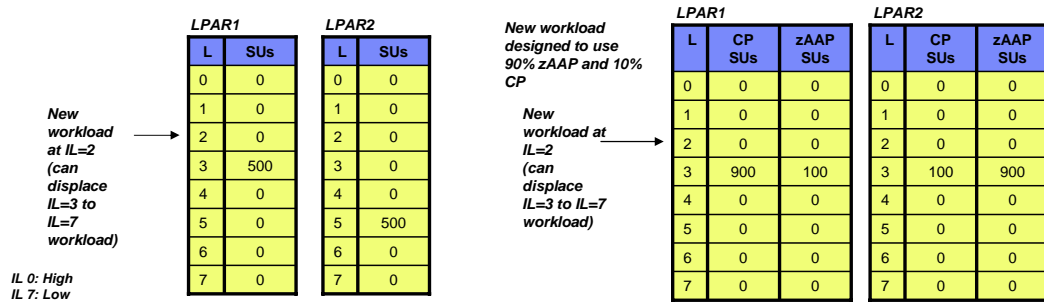 LPAR1 LPAR2
L SUs L SUs
0 0 0 0
1 0 1 0
2 0 2 0
3 500 3 0
4 0 4 0
5 0 5 500
6 0 6 0
7 0 7 0
New
workload
at IL=2
(can
displace
IL=3 to
IL=7
workload)
IL 0: High
IL 7: Low
New workload
designed to use
90% zAAP and 10%
CP
New
workload at
IL=2
(can
displace
IL=3 to IL=7
workload)
LPAR1 LPAR2
L CP SUs zAAP SUs L CP SUs zAAP SUs
0 0 0 0 0 0
1 0 0 1 0 0
2 0 0 2 0 0
3 900 100 3 100 900
4 0 0 4 0 0
5 0 0 5 0 0
6 0 0 6 0 0
7 0 0 7 0 0